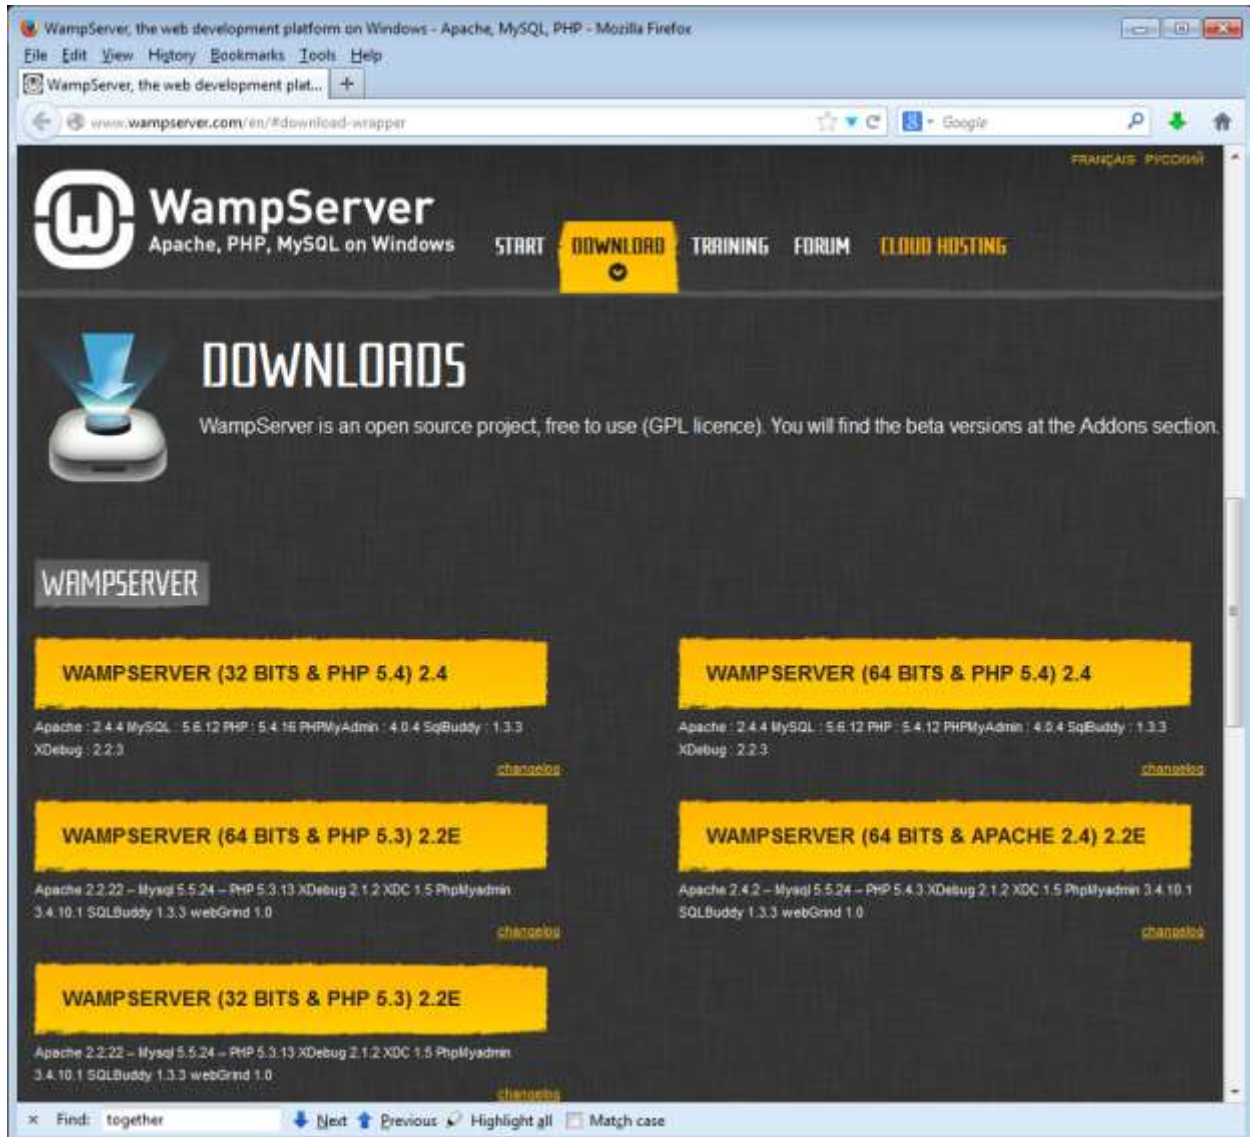 WampServer, the web development platform on Windows - Apache, MySQL, PHP - Mozilla Firefox
File Edit View History Bookmarks Tools Help
WampServer, the web development plat... +
www.wampserver.com/en/#download-wrapper
Google
FRANÇAIS РУССКИЙ
WampServer
Apache, PHP, MySQL on Windows
START DOWNLOAD TRAINING FORUM CLOUD HOSTING
DOWNLOADS
WampServer is an open source project, free to use (GPL licence). You will find the beta versions at the Addons section.
WAMPSERVER
WAMPSERVER (32 BITS & PHP 5.4) 2.4
Apache : 2.4.4 MySQL : 5.6.12 PHP : 5.4.16 PHPMyAdmin : 4.0.4 SqlBuddy : 1.3.3
XDebug : 2.2.3
changelog
WAMPSERVER (64 BITS & PHP 5.4) 2.4
Apache : 2.4.4 MySQL : 5.6.12 PHP : 5.4.12 PHPMyAdmin : 4.0.4 SqlBuddy : 1.3.3
XDebug : 2.2.3
changelog
WAMPSERVER (64 BITS & PHP 5.3) 2.2E
Apache 2.2.22 – Mysql 5.5.24 – PHP 5.3.13 XDebug 2.1.2 XDC 1.5 PhpMyadmin
3.4.10.1 SQLBuddy 1.3.3 webGrind 1.0
changelog
WAMPSERVER (64 BITS & APACHE 2.4) 2.2E
Apache 2.4.2 – Mysql 5.5.24 – PHP 5.4.3 XDebug 2.1.2 XDC 1.5 PhpMyadmin 3.4.10.1
SQLBuddy 1.3.3 webGrind 1.0
changelog
WAMPSERVER (32 BITS & PHP 5.3) 2.2E
Apache 2.2.22 – Mysql 5.5.24 – PHP 5.3.13 XDebug 2.1.2 XDC 1.5 PhpMyadmin
3.4.10.1 SQLBuddy 1.3.3 webGrind 1.0
changelog
× Find: together Next Previous Highlight all Match case